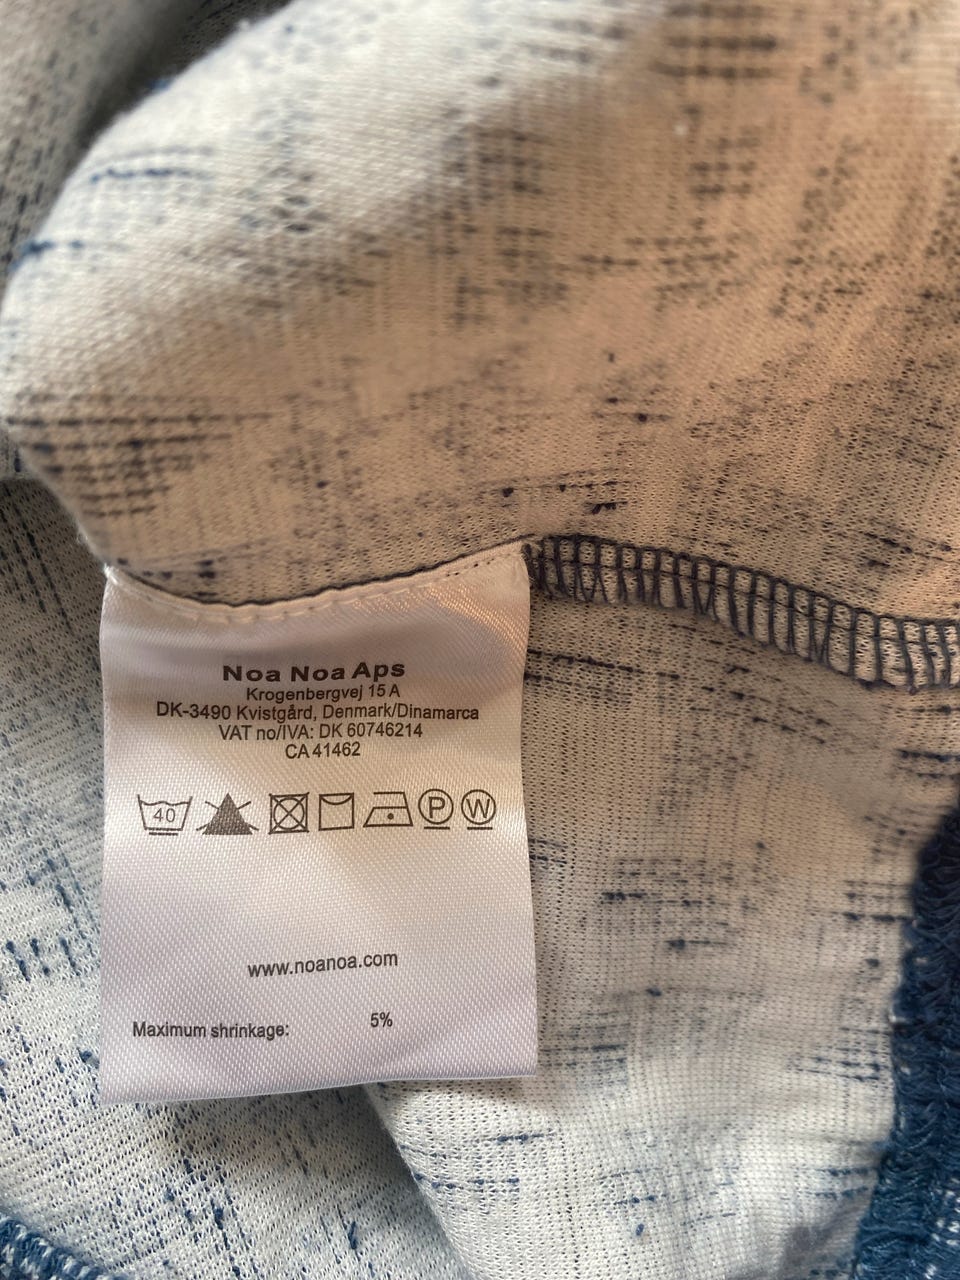 Noa Noa Aps
Krogenbergvej 15 A
DK-3490 Kvistgård, Denmark/Dinamarca
VAT no/IVA: DK 60746214
CA 41462
40 P W
www.noanoa.com
Maximum shrinkage: 5%